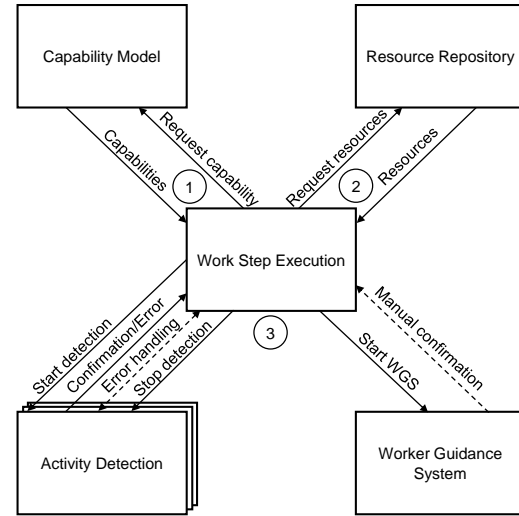 Capability Model
Resource Repository
Capabilities
Request capability
Request resources
Resources
1
2
Work Step Execution
3
Start detection
Confirmation/Error
Error handling
Stop detection
Start WGS
Manual confirmation
Activity Detection
Worker Guidance
System